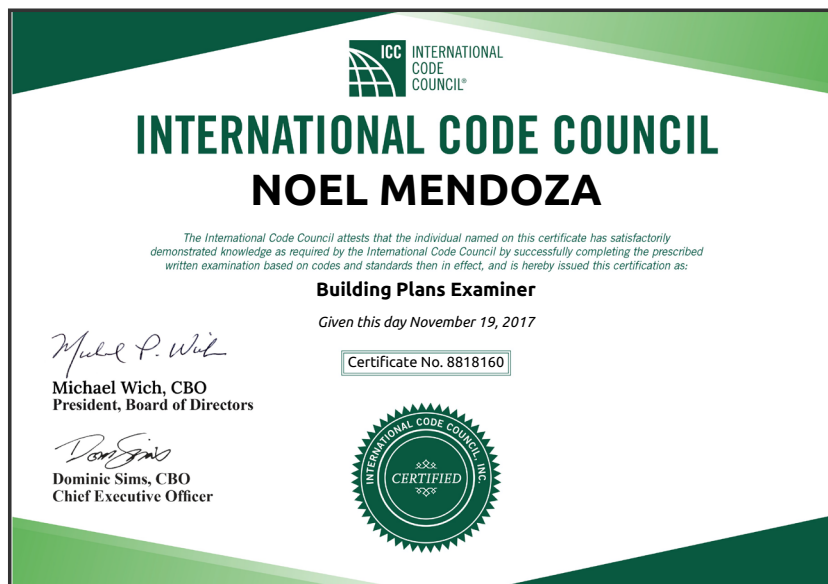 ICC INTERNATIONAL
CODE
COUNCIL®
INTERNATIONAL CODE COUNCIL
NOEL MENDOZA
The International Code Council attests that the individual named on this certificate has satisfactorily
demonstrated knowledge as required by the International Code Council by successfully completing the prescribed
written examination based on codes and standards then in effect, and is hereby issued this certification as:
Building Plans Examiner
Given this day November 19, 2017
Certificate No. 8818160
Michael P. Wich
Michael Wich, CBO
President, Board of Directors
Dom Sims
Dominic Sims, CBO
Chief Executive Officer
INTERNATIONAL CODE COUNCIL, INC.
CERTIFIED